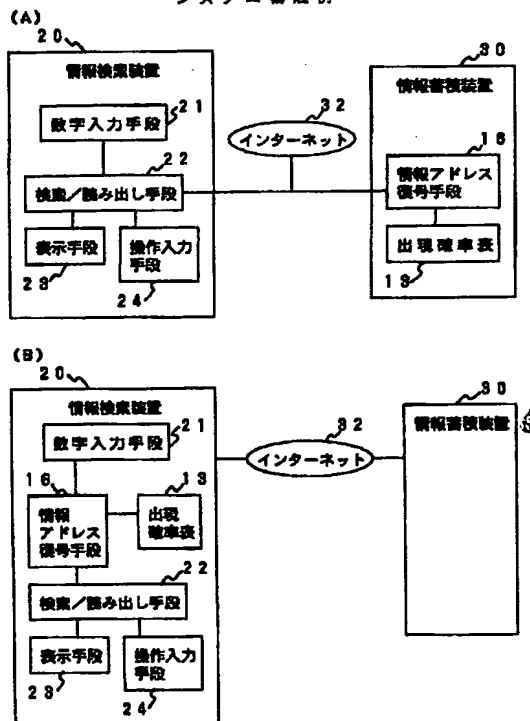 (A)
20
情報検索装置
数字入力手段
21
22
検索/読み出し手段
表示手段
23
操作入力手段
24
32
インターネット
30
情報蓄積装置
16
情報アドレス復号手段
出現確率表
13
(B)
20
情報検索装置
数字入力手段
21
16
情報アドレス復号手段
13
出現確率表
22
検索/読み出し手段
表示手段
23
操作入力手段
24
32
インターネット
30
情報蓄積装置